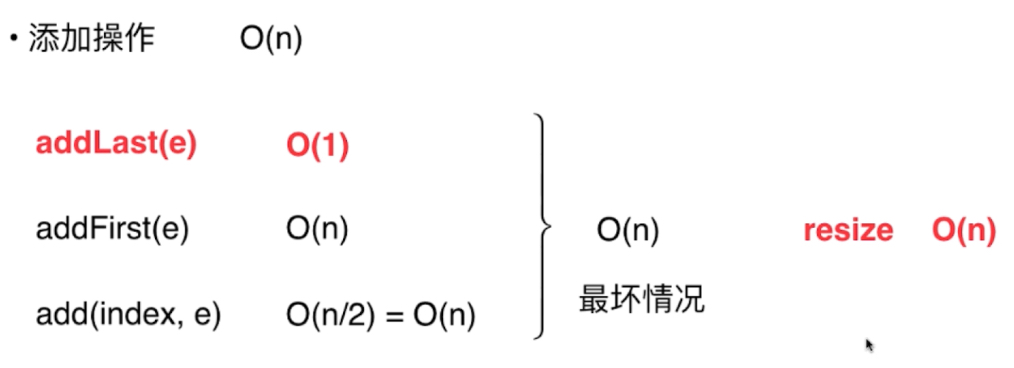 • 添加操作 O(n)
addLast(e) O(1)
addFirst(e) O(n)
add(index, e) O(n/2) = O(n)
O(n)
最坏情况
resize O(n)